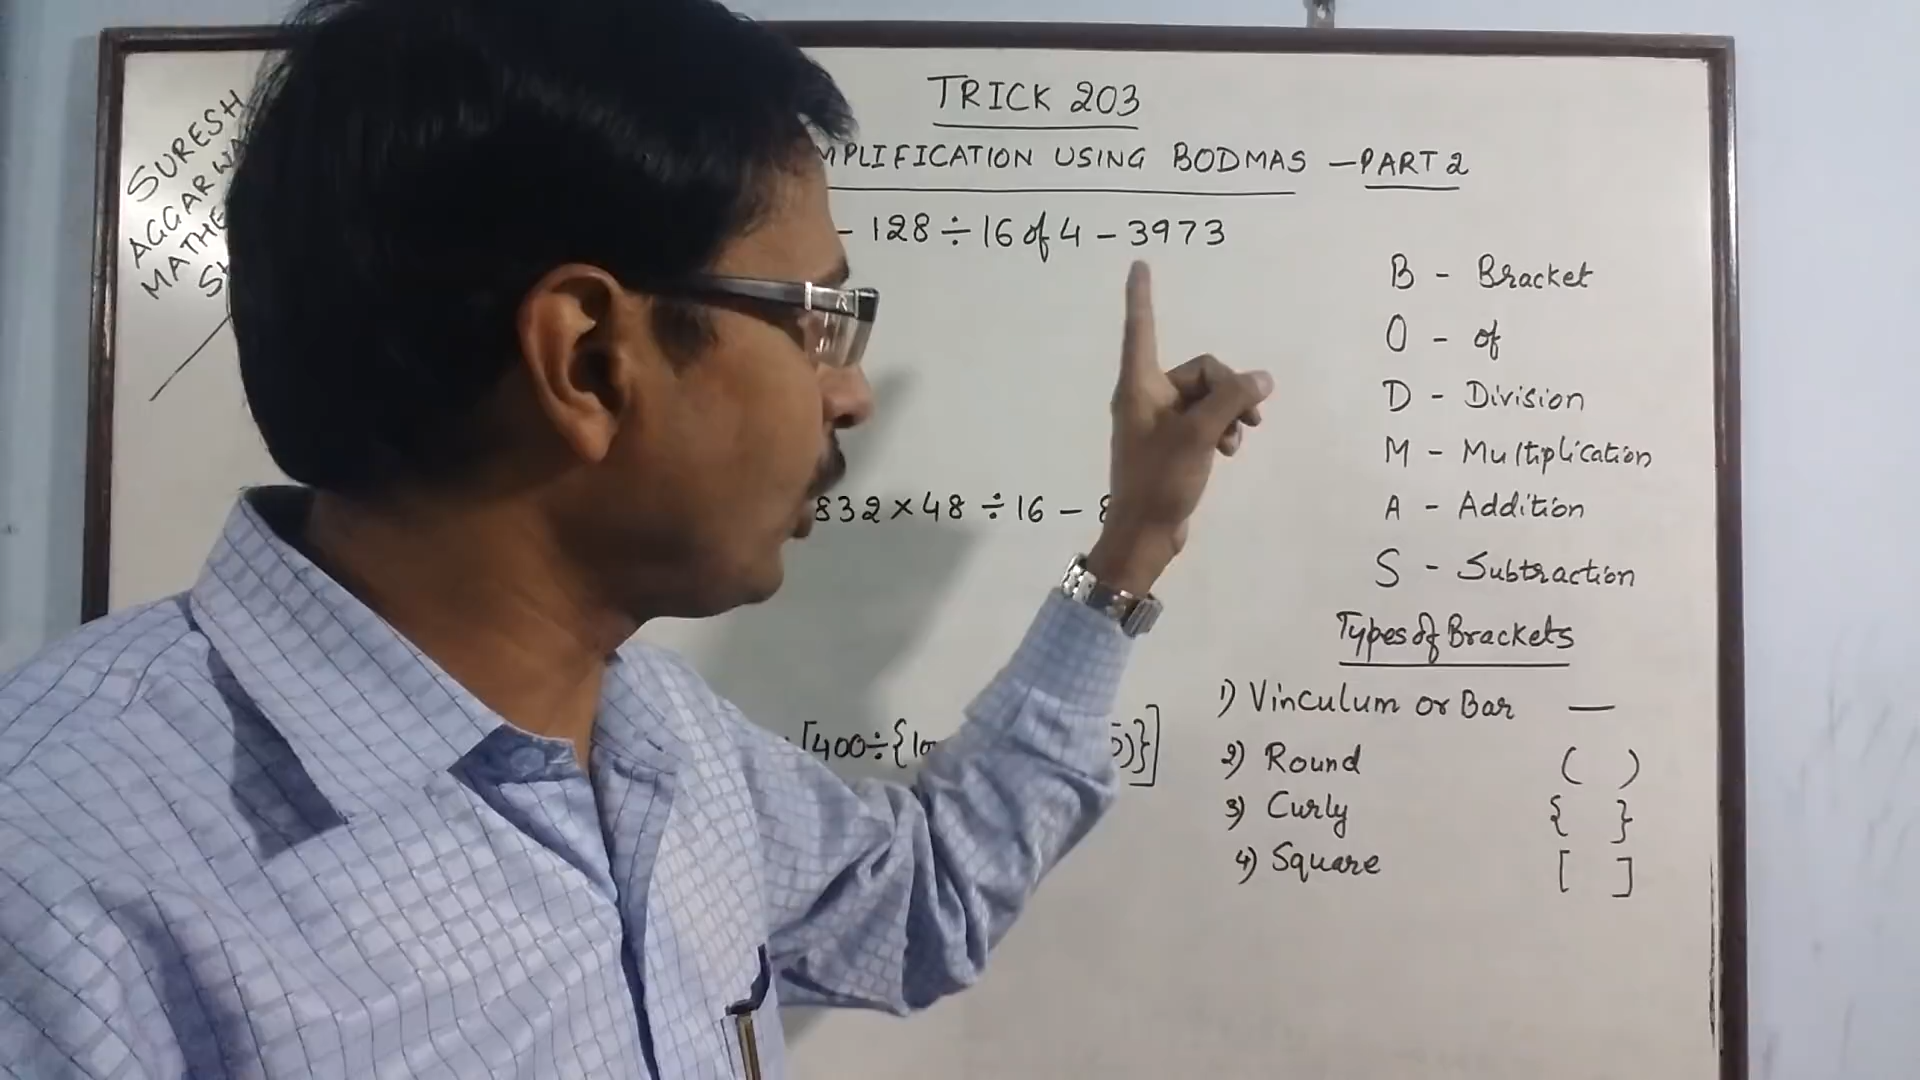 TRICK 203
SURESH
AGGARWA
MATHE
MPLIFICATION USING BODMAS – PART 2
– 128 ÷ 16 of 4 – 3973
B - Bracket
O - of
D - Division
M - Multiplication
A - Addition
832 × 48 ÷ 16 – 8
S - Subtraction
Types of Brackets
1) Vinculum or Bar —
[400÷{10 )}]
2) Round ( )
3) Curly { }
4) Square [ ]